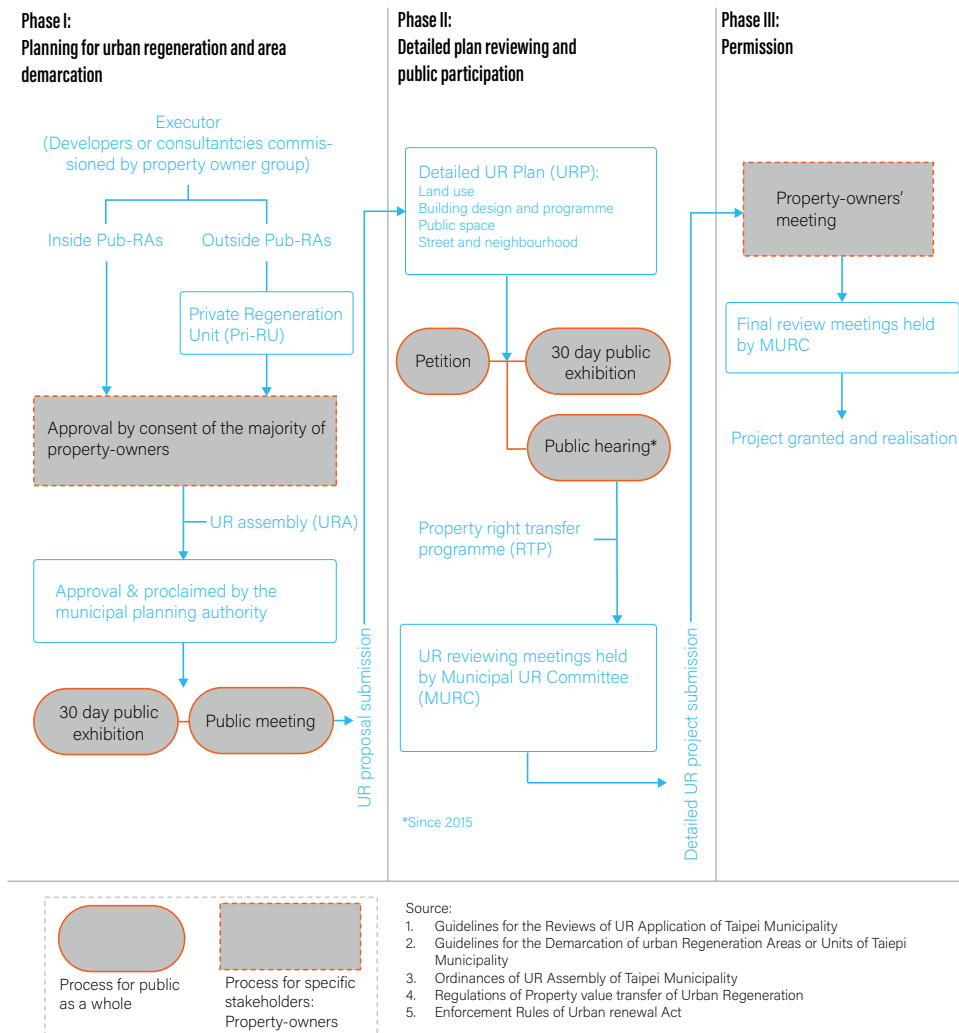 Phase I:
Planning for urban regeneration and area
demarcation
Executor
(Developers or consultantcies commis-
sioned by property owner group)
Inside Pub-RAs
Outside Pub-RAs
Private Regeneration
Unit (Pri-RU)
Approval by consent of the majority of
property-owners
UR assembly (URA)
Approval & proclaimed by the
municipal planning authority
30 day public
exhibition
Public meeting
UR proposal submission
Phase II:
Detailed plan reviewing and
public participation
Detailed UR Plan (URP):
Land use
Building design and programme
Public space
Street and neighbourhood
Petition
30 day public
exhibition
Public hearing*
Property right transfer
programme (RTP)
UR reviewing meetings held
by Municipal UR Committee
(MURC)
*Since 2015
Detailed UR project submission
Phase III:
Permission
Property-owners'
meeting
Final review meetings held
by MURC
Project granted and realisation
Process for public
as a whole
Process for specific
stakeholders:
Property-owners
Source:
1. Guidelines for the Reviews of UR Application of Taipei Municipality
2. Guidelines for the Demarcation of urban Regeneration Areas or Units of Taiepi
Municipality
3. Ordinances of UR Assembly of Taipei Municipality
4. Regulations of Property value transfer of Urban Regeneration
5. Enforcement Rules of Urban renewal Act